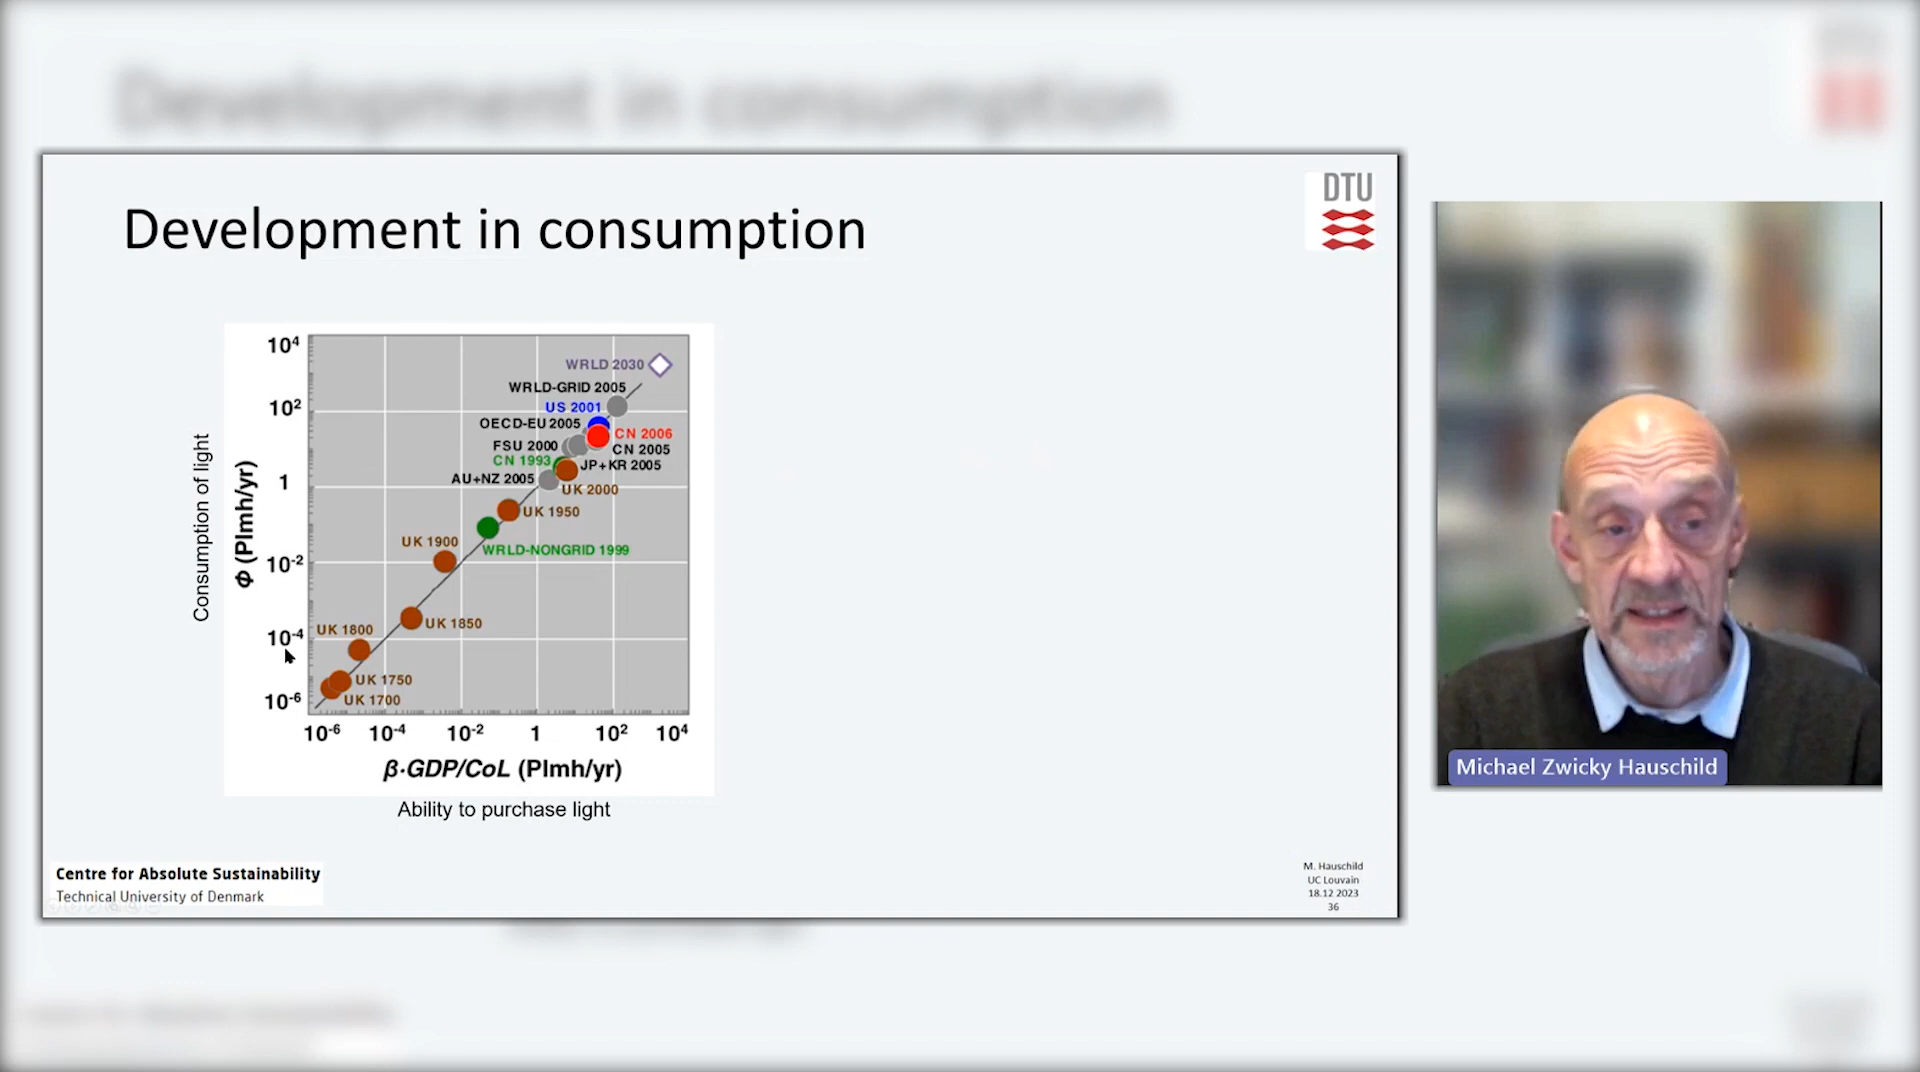 Development in consumption
DTU
Development in consumption
10⁴
10²
1
10⁻²
10⁻⁴
10⁻⁶
Consumption of light
Φ (Plmh/yr)
WRLD 2030
WRLD-GRID 2005
US 2001
OECD-EU 2005
CN 2006
FSU 2000
CN 2005
CN 1993
JP+KR 2005
AU+NZ 2005
UK 2000
UK 1950
UK 1900
WRLD-NONGRID 1999
UK 1850
UK 1800
UK 1750
UK 1700
10⁻⁶ 10⁻⁴ 10⁻² 1 10² 10⁴
β·GDP/CoL (Plmh/yr)
Ability to purchase light
Centre for Absolute Sustainability
Technical University of Denmark
M. Hauschild
UC Louvain
18.12 2023
36
Michael Zwicky Hauschild